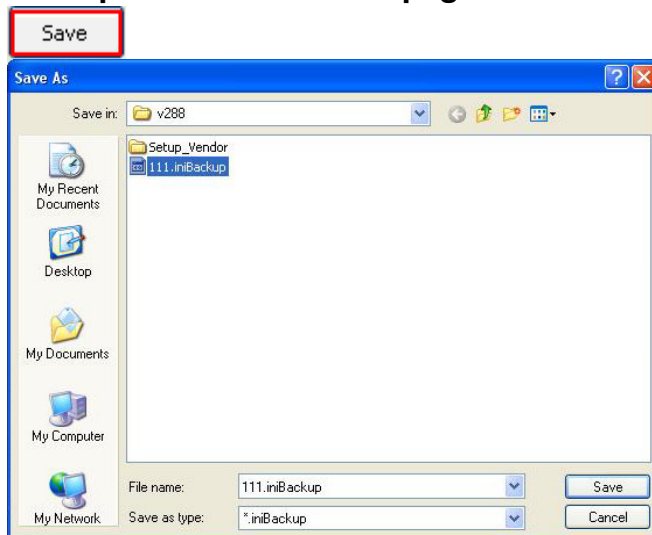 Save
Save As
Save in:
v288
Setup_Vendor
111.iniBackup
My Recent
Documents
Desktop
My Documents
My Computer
My Network
File name:
111.iniBackup
Save
Save as type:
*.iniBackup
Cancel